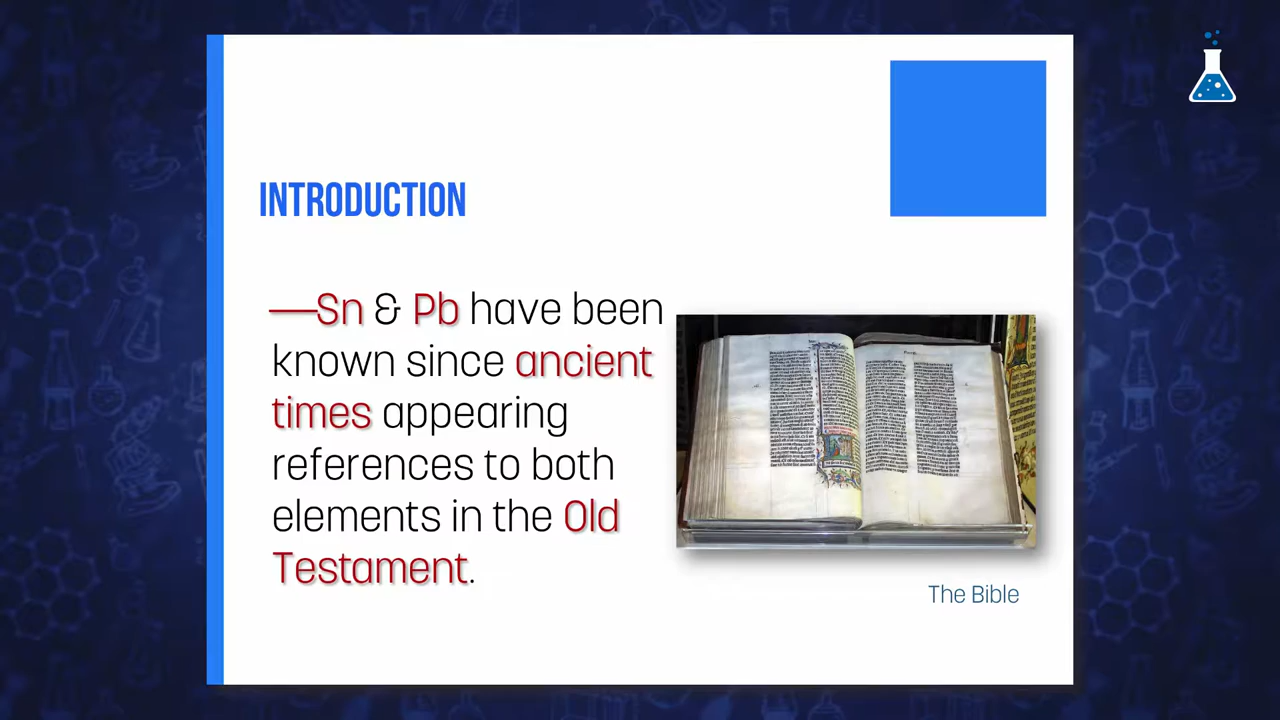 INTRODUCTION
—Sn & Pb have been
known since ancient
times appearing
references to both
elements in the Old
Testament.
The Bible